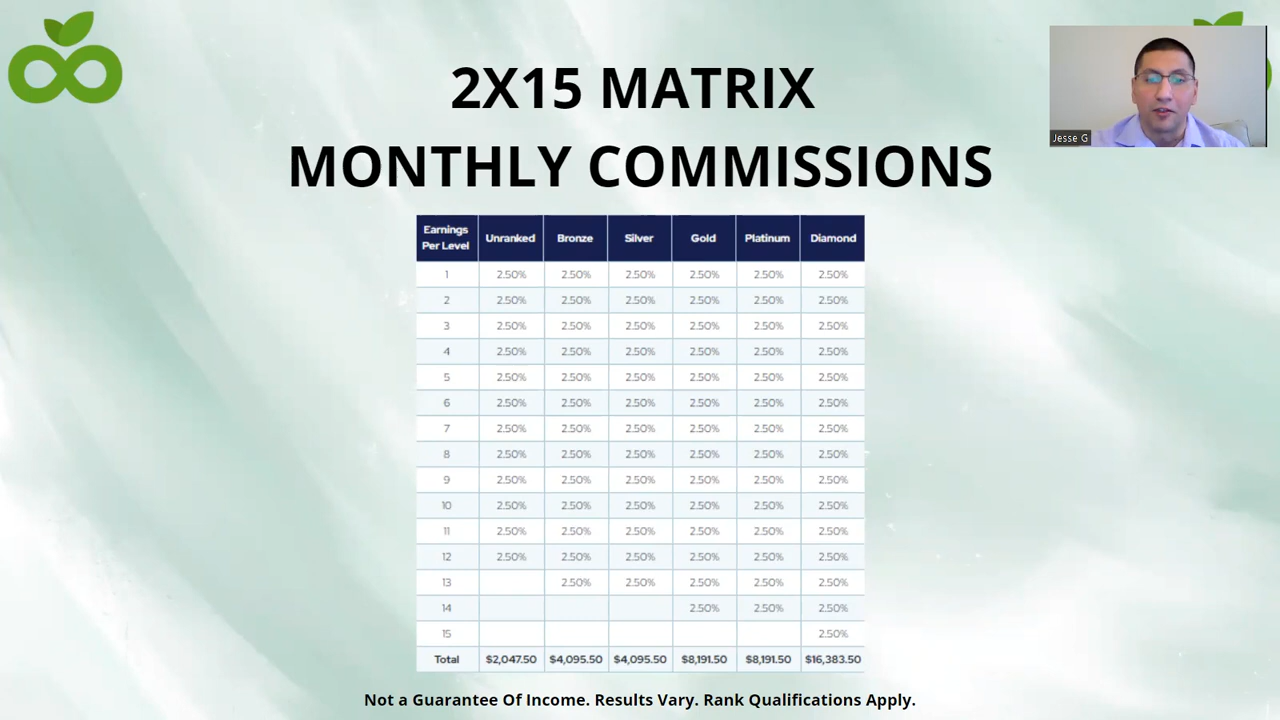 2X15 MATRIX
MONTHLY COMMISSIONS
Jesse G
Earnings Per Level Unranked Bronze Silver Gold Platinum Diamond
1 2.50% 2.50% 2.50% 2.50% 2.50% 2.50%
2 2.50% 2.50% 2.50% 2.50% 2.50% 2.50%
3 2.50% 2.50% 2.50% 2.50% 2.50% 2.50%
4 2.50% 2.50% 2.50% 2.50% 2.50% 2.50%
5 2.50% 2.50% 2.50% 2.50% 2.50% 2.50%
6 2.50% 2.50% 2.50% 2.50% 2.50% 2.50%
7 2.50% 2.50% 2.50% 2.50% 2.50% 2.50%
8 2.50% 2.50% 2.50% 2.50% 2.50% 2.50%
9 2.50% 2.50% 2.50% 2.50% 2.50% 2.50%
10 2.50% 2.50% 2.50% 2.50% 2.50% 2.50%
11 2.50% 2.50% 2.50% 2.50% 2.50% 2.50%
12 2.50% 2.50% 2.50% 2.50% 2.50% 2.50%
13 2.50% 2.50% 2.50% 2.50% 2.50%
14 2.50% 2.50% 2.50%
15 2.50%
Total $2,047.50 $4,095.50 $4,095.50 $8,191.50 $8,191.50 $16,383.50
Not a Guarantee Of Income. Results Vary. Rank Qualifications Apply.